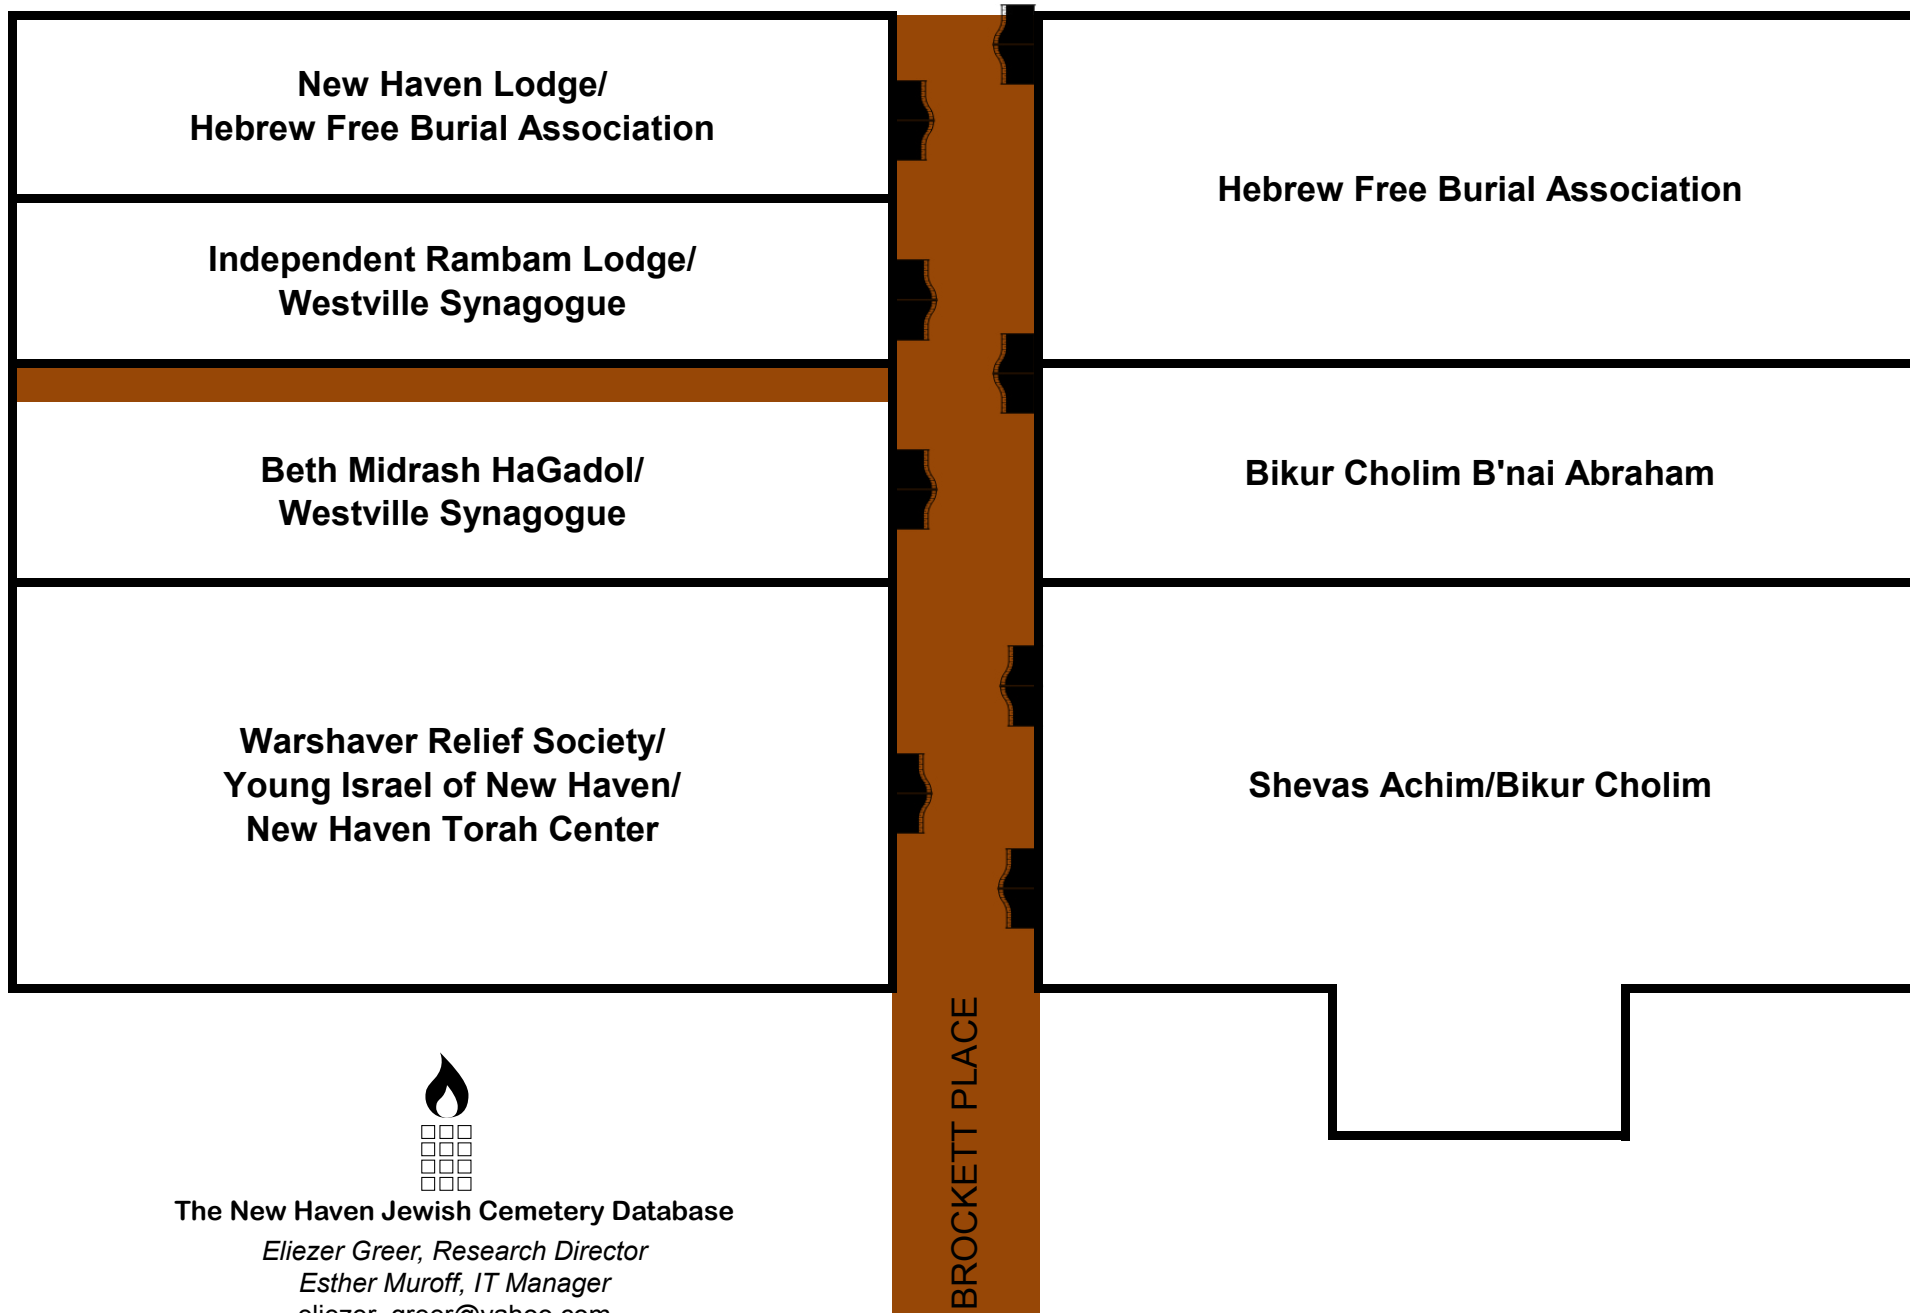 New Haven Lodge/
Hebrew Free Burial Association
Independent Rambam Lodge/
Westville Synagogue
Beth Midrash HaGadol/
Westville Synagogue
Warshaver Relief Society/
Young Israel of New Haven/
New Haven Torah Center
Hebrew Free Burial Association
Bikur Cholim B'nai Abraham
Shevas Achim/Bikur Cholim
BROCKETT PLACE
The New Haven Jewish Cemetery Database
Eliezer Greer, Research Director
Esther Muroff, IT Manager
eliezer_greer@yahoo.com